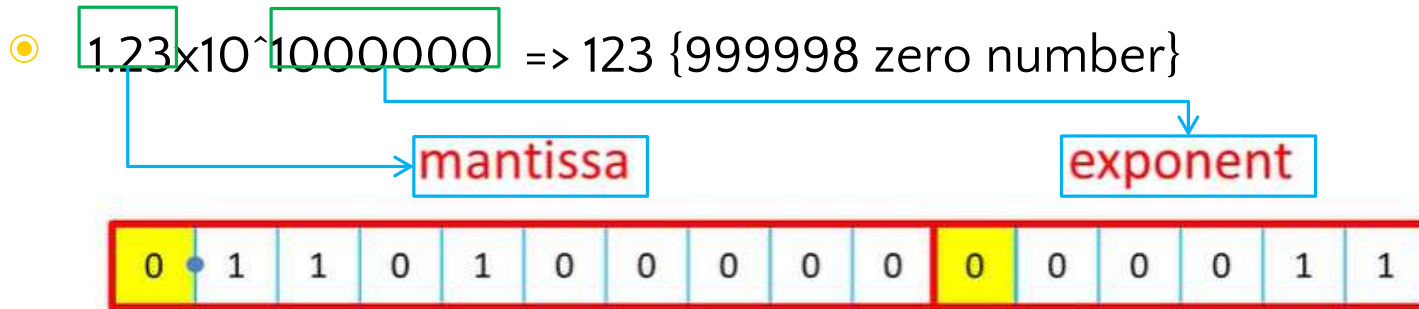 1.23x10^1000000 => 123 {999998 zero number}
mantissa exponent
0 1 1 0 1 0 0 0 0 0 0 0 0 0 1 1